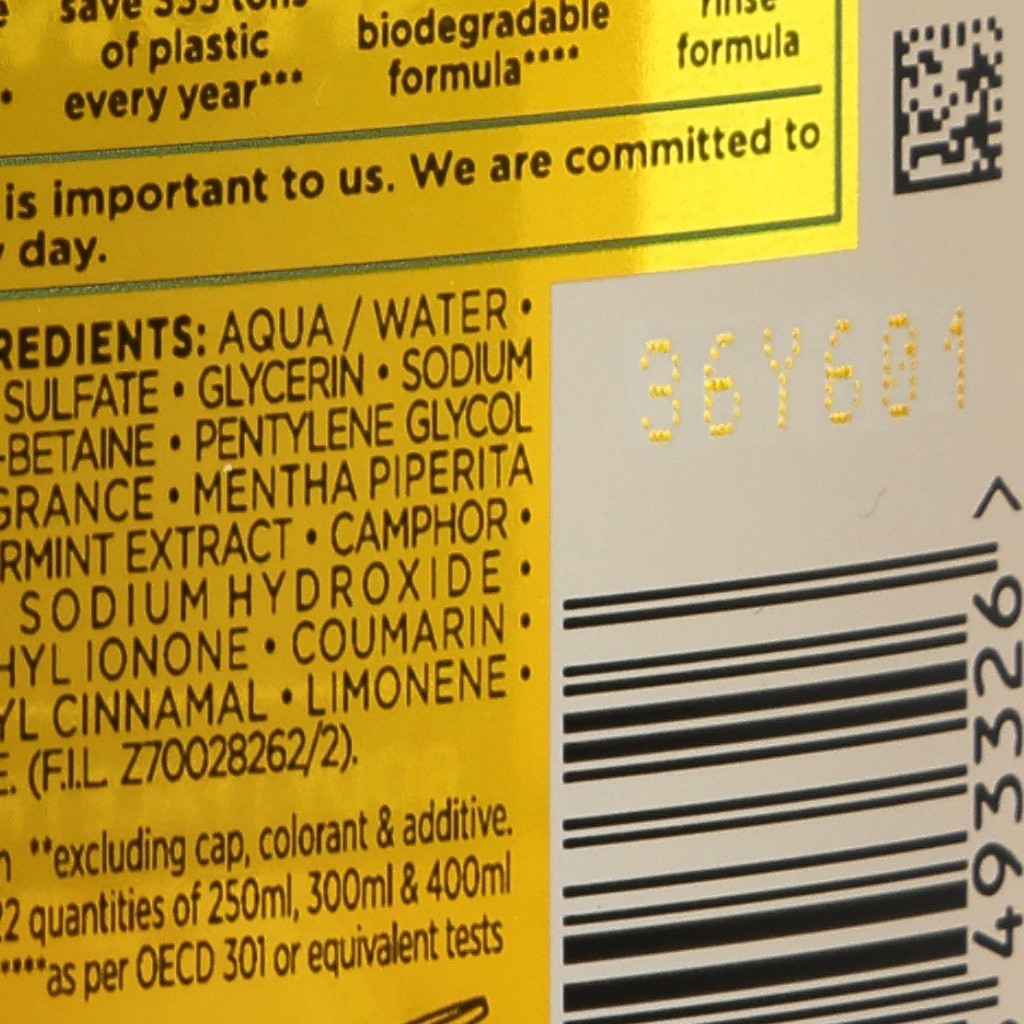 save 355 tons
of plastic
every year***
biodegradable
formula****
rinse
formula
is important to us. We are committed to
day.
REDIENTS: AQUA / WATER •
SULFATE • GLYCERIN • SODIUM
-BETAINE • PENTYLENE GLYCOL
GRANCE • MENTHA PIPERITA
RMINT EXTRACT • CAMPHOR •
SODIUM HYDROXIDE •
HYL IONONE • COUMARIN •
YL CINNAMAL • LIMONENE •
E. (F.I.L. Z70028262/2).
**excluding cap, colorant & additive.
22 quantities of 250ml, 300ml & 400ml
****as per OECD 301 or equivalent tests
36Y601
493326 >